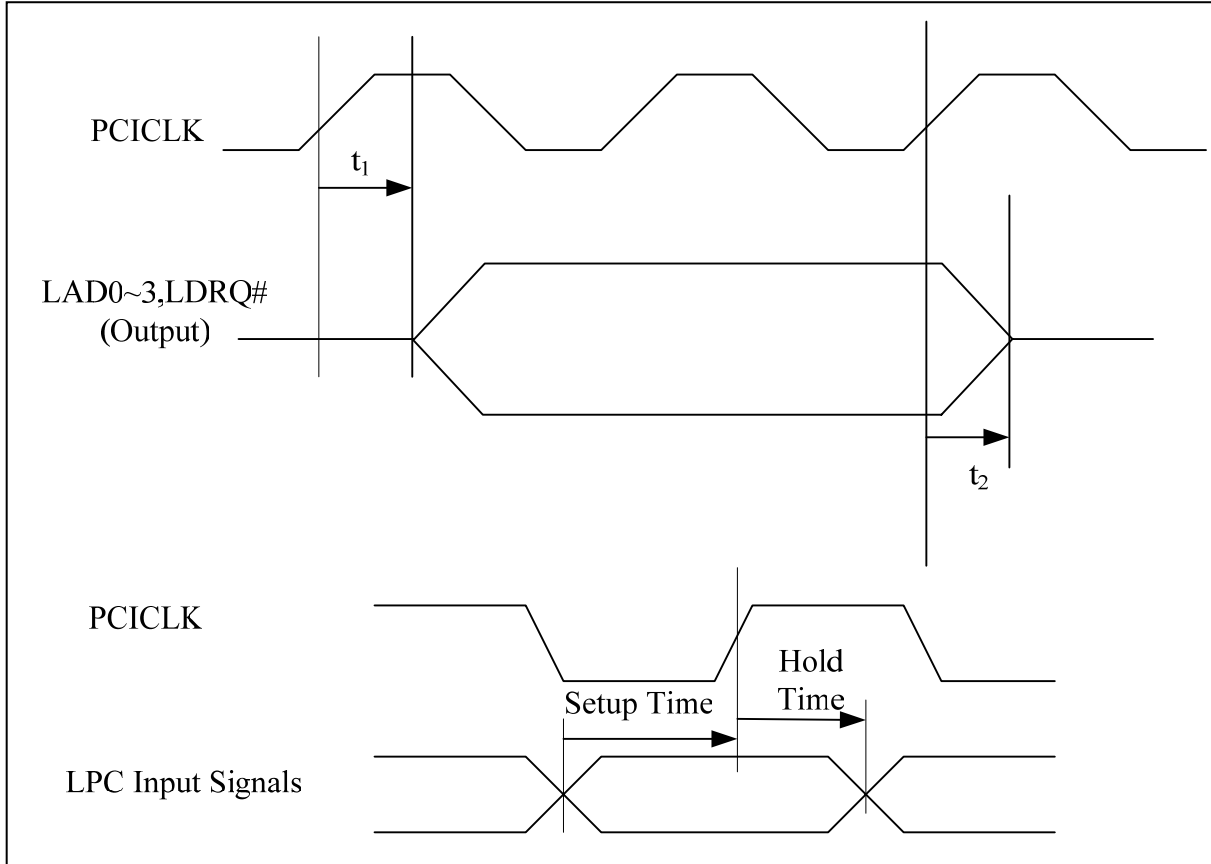 PCICLK
t₁
LAD0~3,LDRQ#
(Output)
t₂
PCICLK
Hold
Time
Setup Time
LPC Input Signals